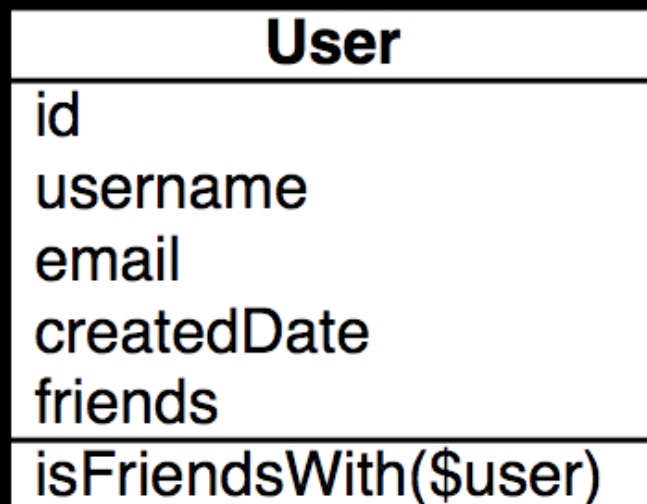 User
id
username
email
createdDate
friends
isFriendsWith($user)